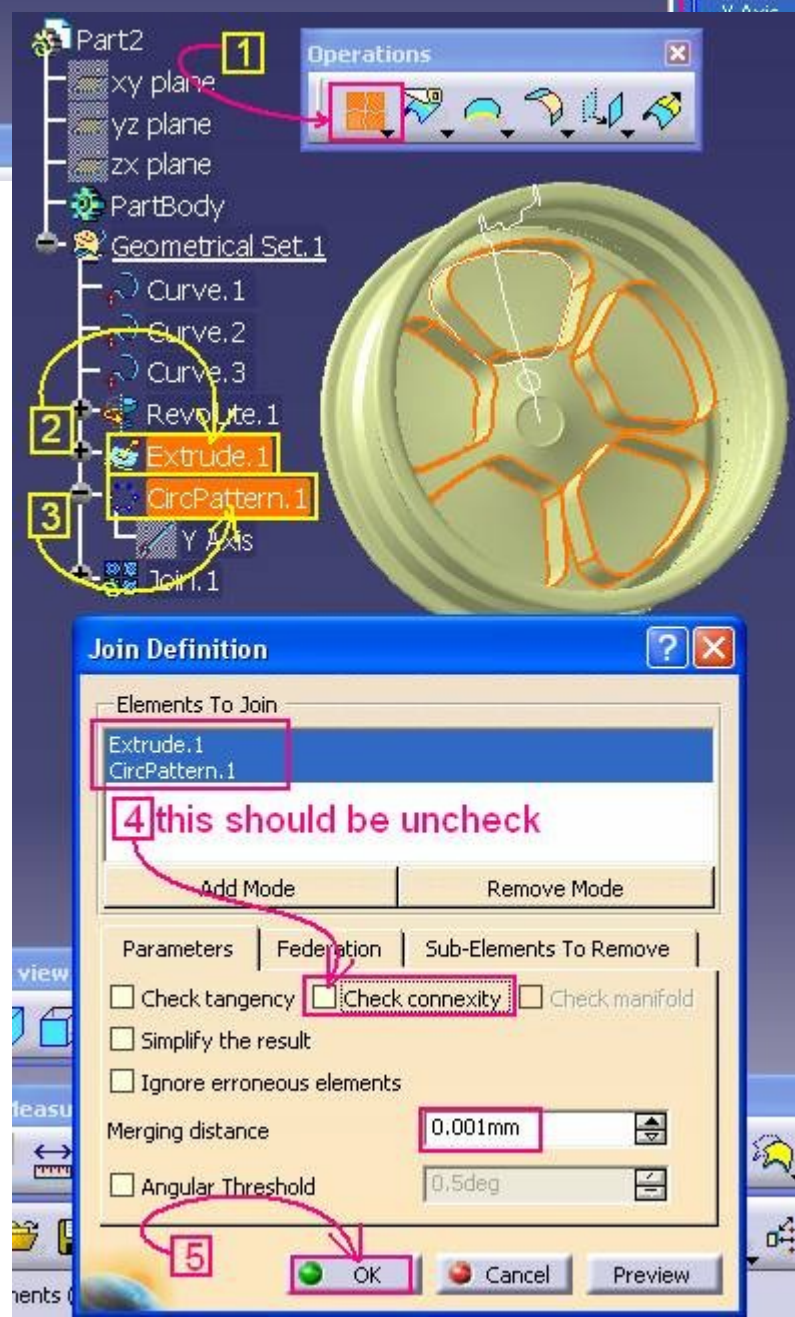 Y Axis
Part2
1
Operations
xy plane
yz plane
zx plane
PartBody
Geometrical Set.1
Curve.1
Curve.2
Curve.3
2
Revolute.1
Extrude.1
3
CircPattern.1
Y Axis
Join.1
Join Definition
Elements To Join
Extrude.1
CircPattern.1
4 this should be uncheck
Add Mode Remove Mode
Parameters Federation Sub-Elements To Remove
view
Check tangency Check connexity Check manifold
Simplify the result
Ignore erroneous elements
Measu
Merging distance 0.001mm
Angular Threshold 0.5deg
5
OK Cancel Preview